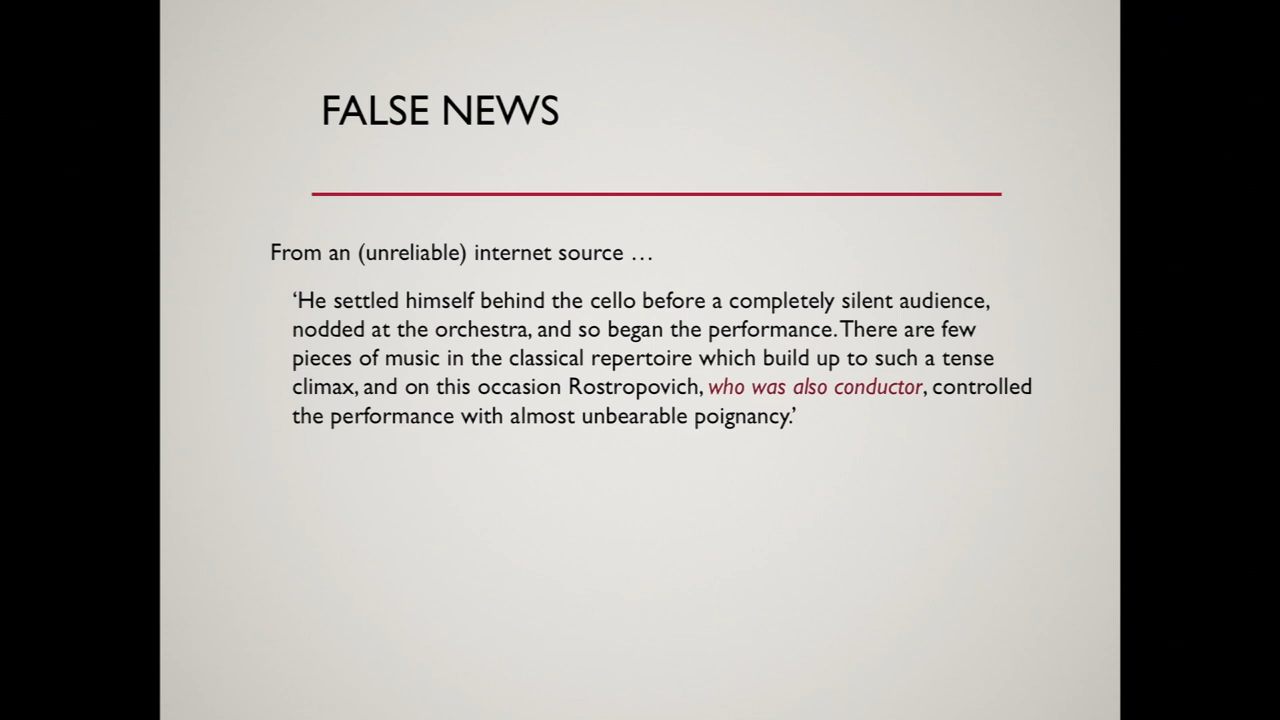 FALSE NEWS
From an (unreliable) internet source …
‘He settled himself behind the cello before a completely silent audience,
nodded at the orchestra, and so began the performance. There are few
pieces of music in the classical repertoire which build up to such a tense
climax, and on this occasion Rostropovich, who was also conductor, controlled
the performance with almost unbearable poignancy.’